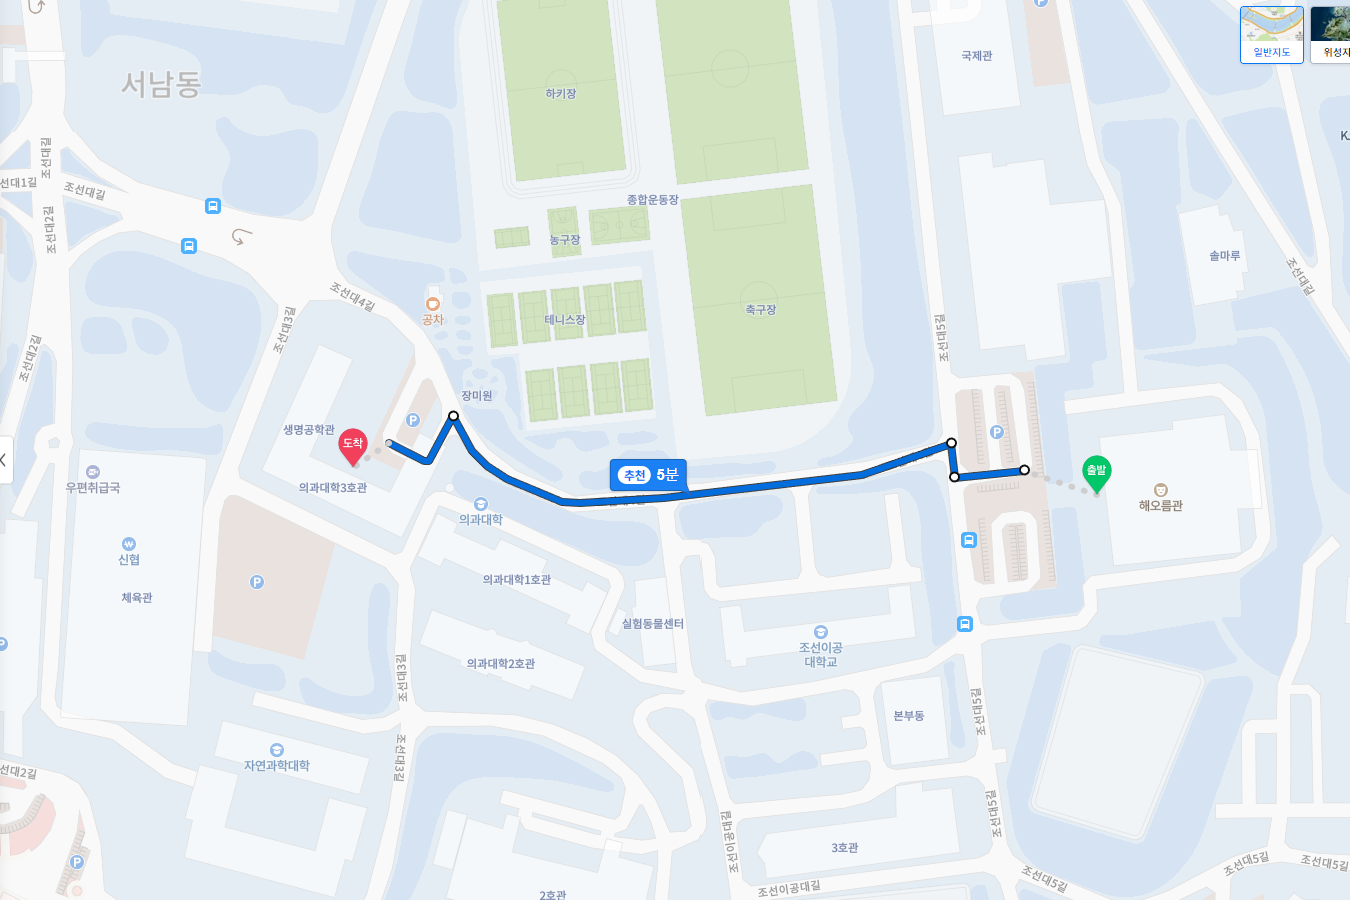 국제관
일반지도
위성지
서남동
하키장
조선대길
선대1길
조선대길
조선대2길
종합운동장
농구장
솔마루
조선대길
조선대4길
공차
테니스장
축구장
조선대3길
조선대5길
조선대2길
장미원
P
P
생명공학관
도착
추천 5분
출발
의과대학3호관
우편취급국
의과대학
해오름관
신협
P
의과대학1호관
체육관
실험동물센터
조선이공
대학교
의과대학2호관
조선대3길
본부동
조선대5길
자연과학대학
조선대3길
선대2길
조선대5길
조선이공대길
3호관
P
조선대5길
조선대5길
조선대5길
조선이공대길
2호관